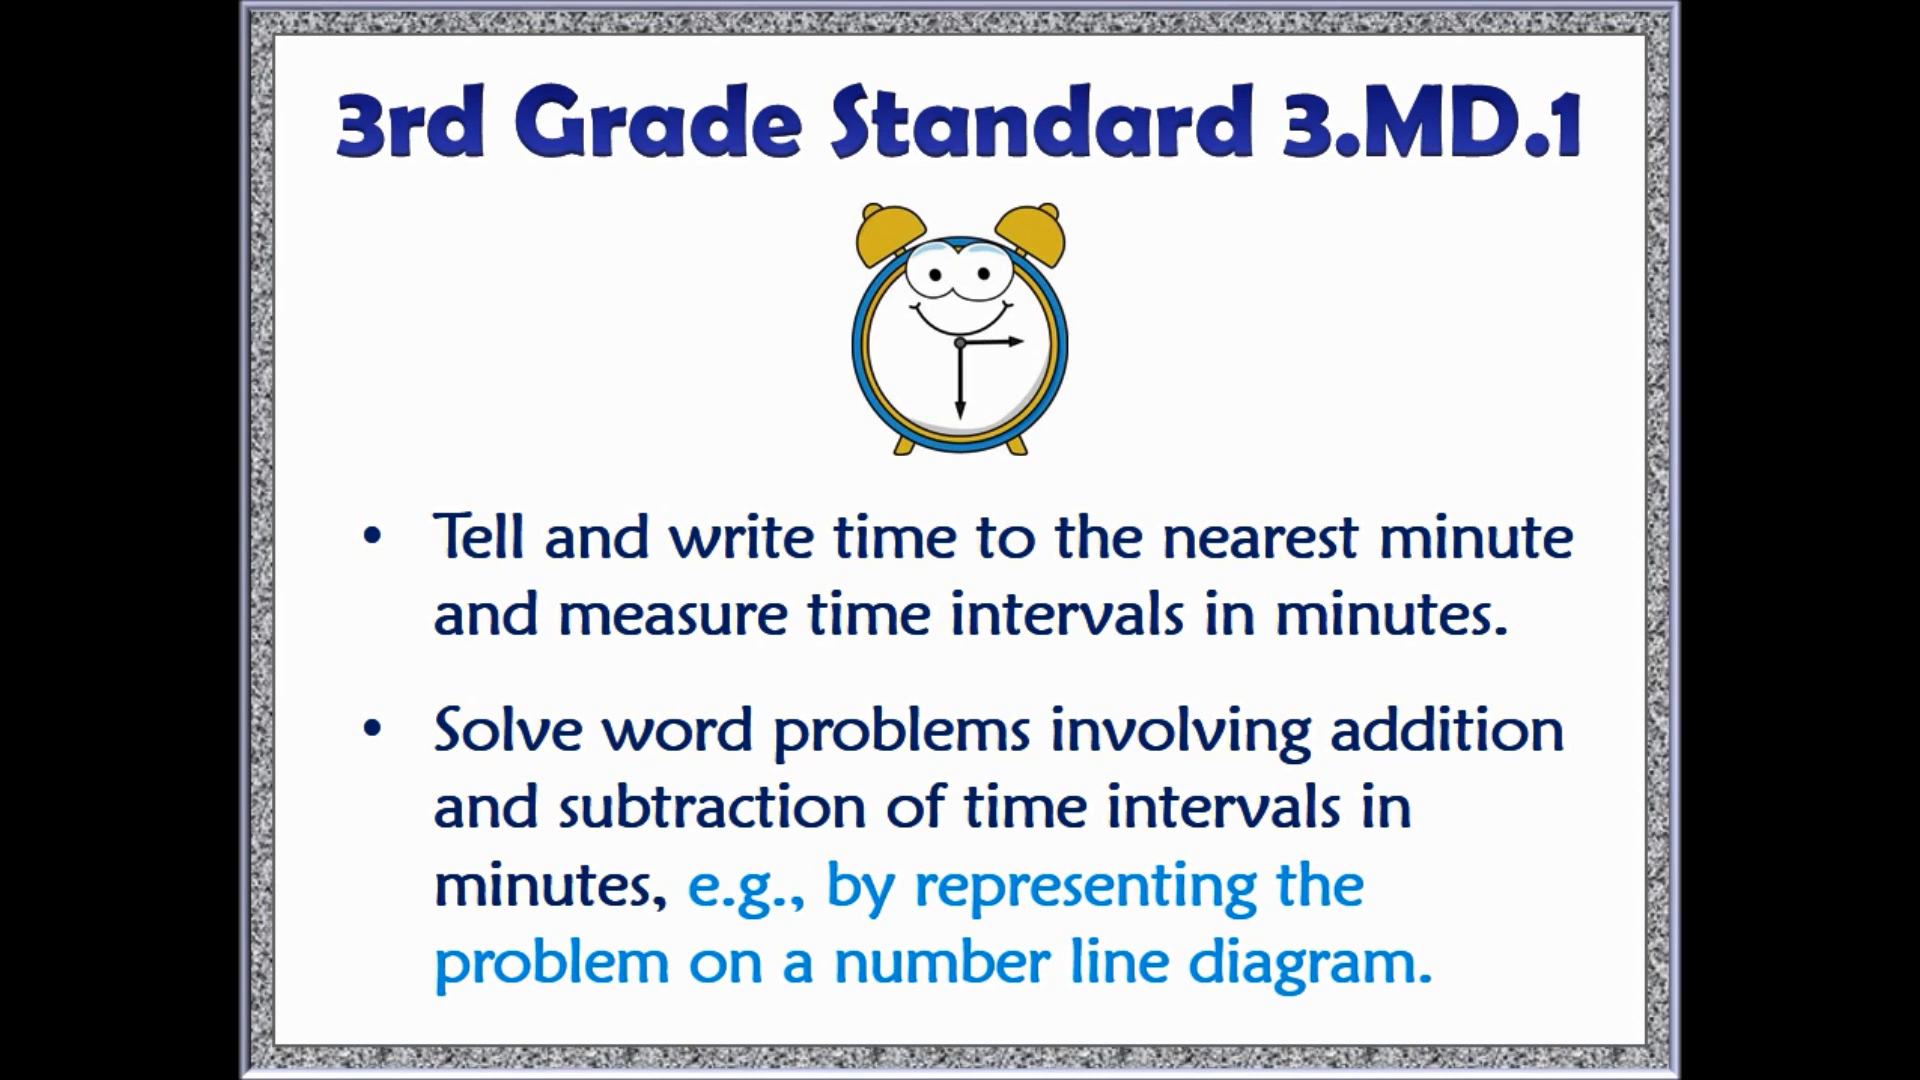 3rd Grade Standard 3.MD.1
• Tell and write time to the nearest minute
and measure time intervals in minutes.
• Solve word problems involving addition
and subtraction of time intervals in
minutes, e.g., by representing the
problem on a number line diagram.